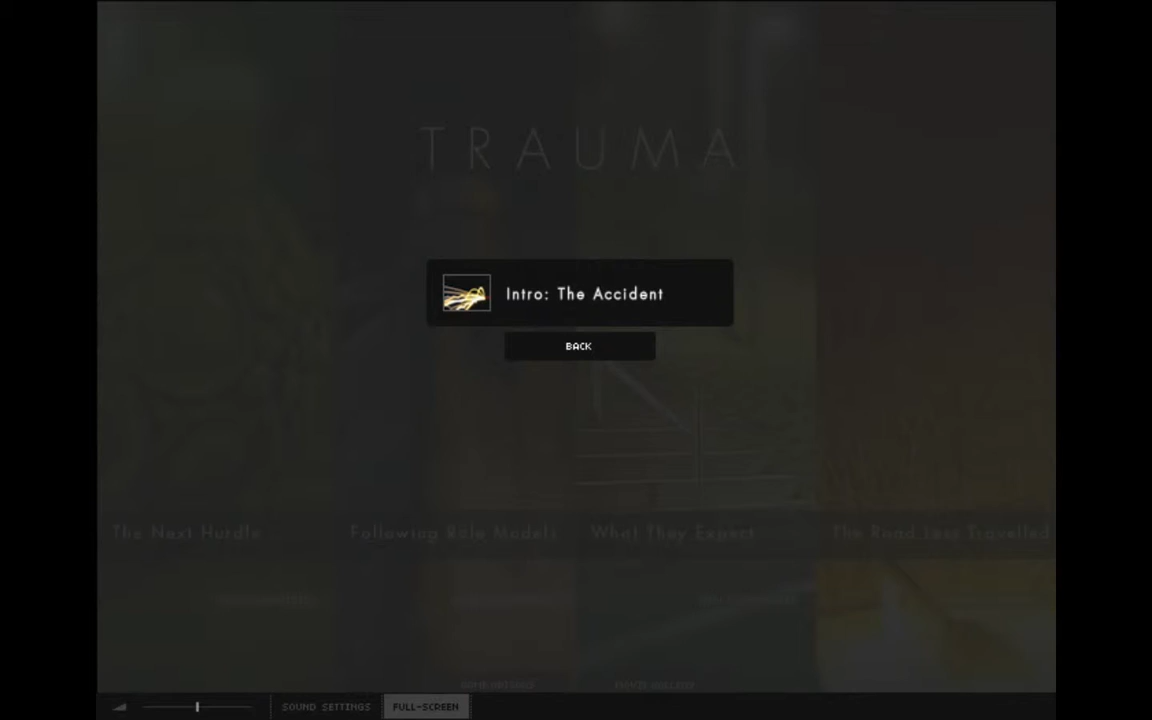 TRAUMA
Intro: The Accident
BACK
The Next Hurdle
Following Role Models
What They Expect
The Road Less Travelled
SOUND SETTINGS
FULL-SCREEN